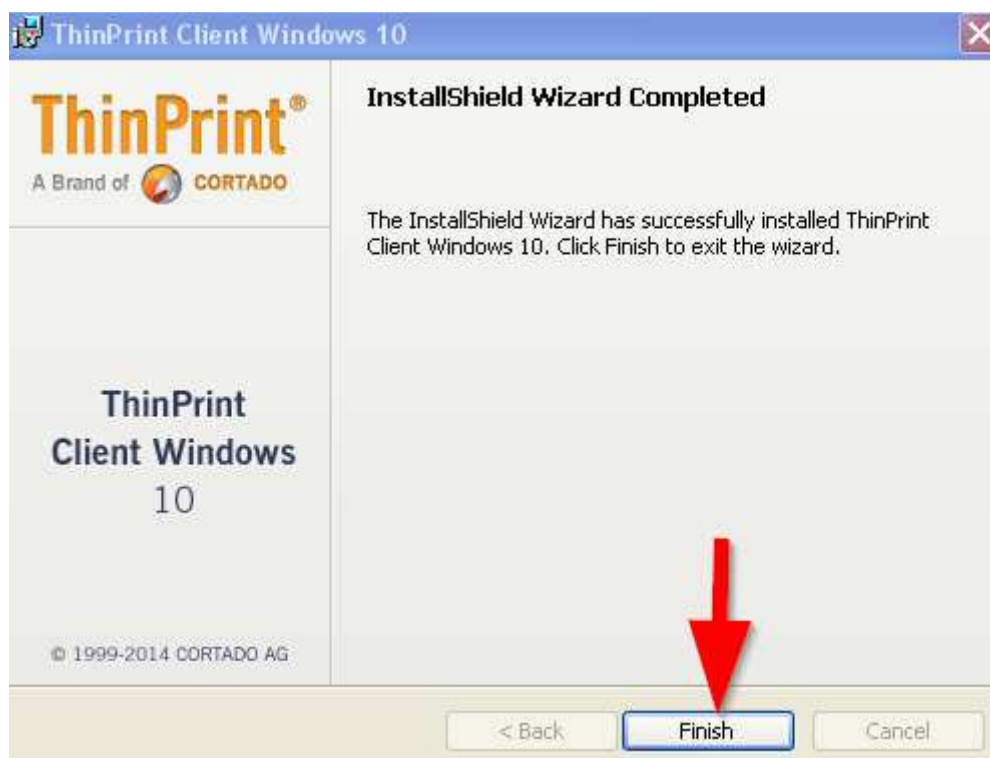 ThinPrint Client Windows 10
ThinPrint®
A Brand of CORTADO
InstallShield Wizard Completed
The InstallShield Wizard has successfully installed ThinPrint
Client Windows 10. Click Finish to exit the wizard.
ThinPrint
Client Windows
10
© 1999-2014 CORTADO AG
< Back
Finish
Cancel